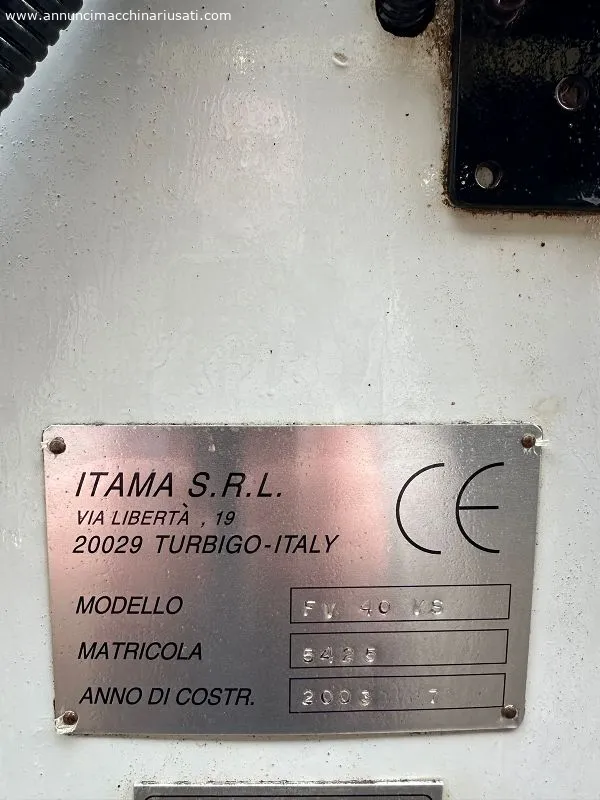 www.annuncimacchinariusati.com
ITAMA S.R.L.
VIA LIBERTÀ , 19
20029 TURBIGO-ITALY
CE
MODELLO FV 40 VS
MATRICOLA 5425
ANNO DI COSTR. 2003 7